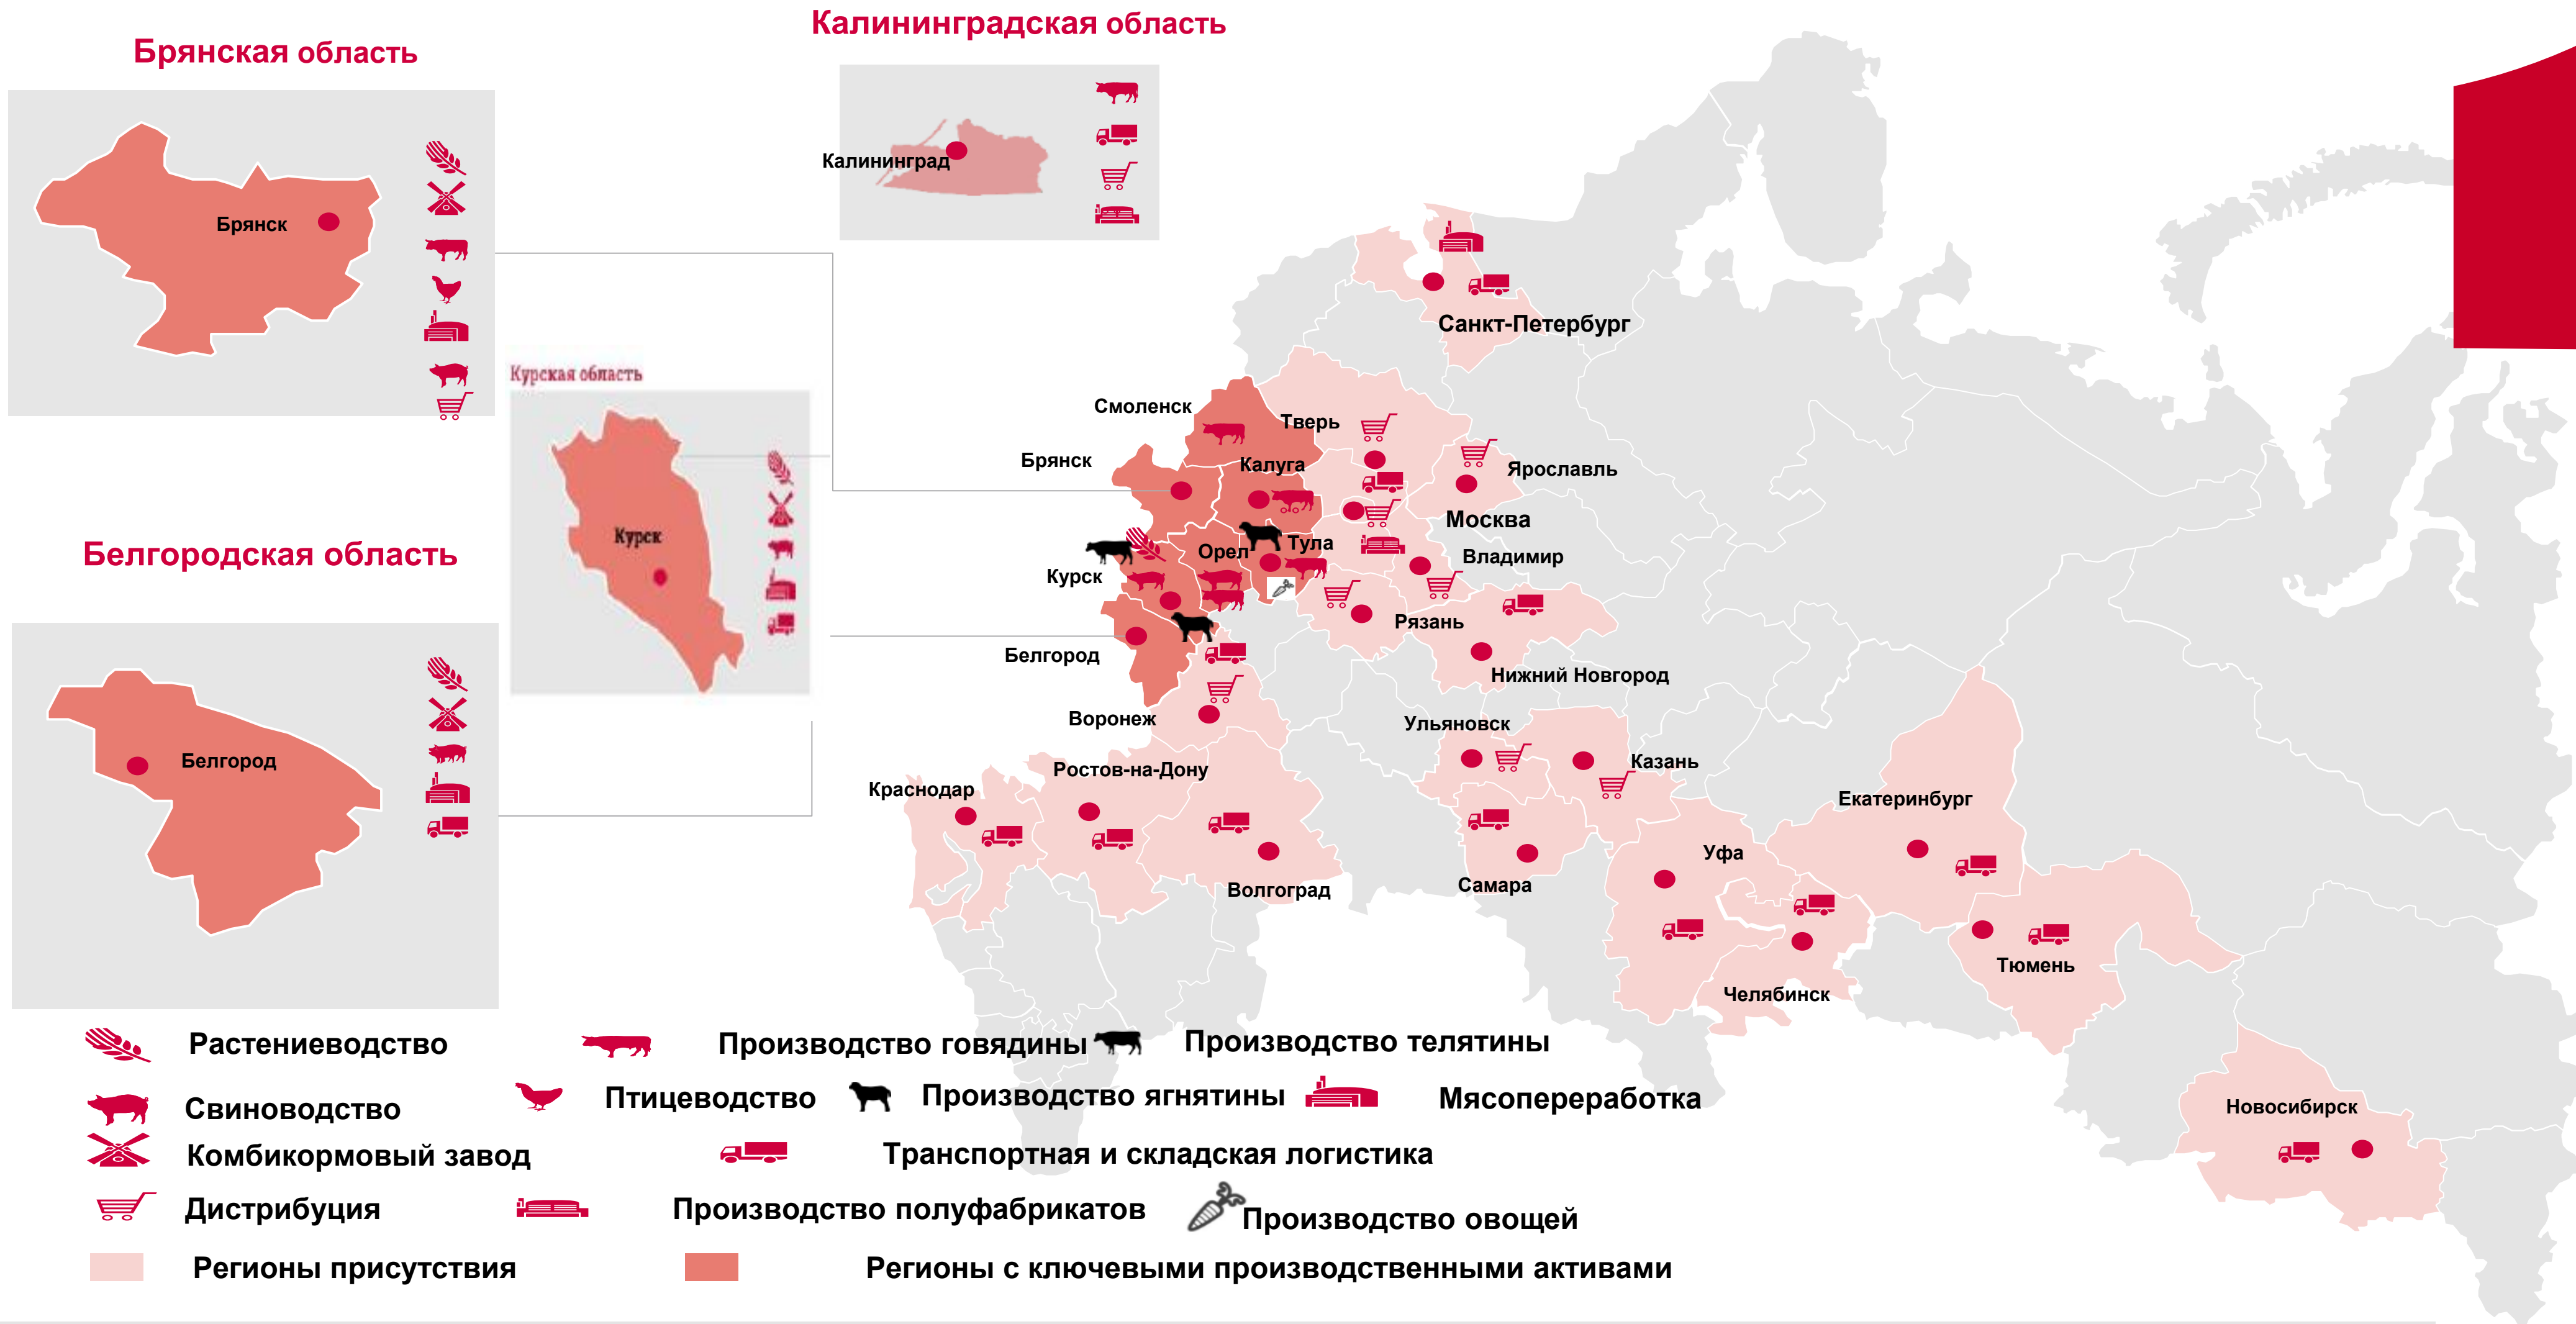 Калининградская область
Брянская область
Калининград
Брянск
Санкт-Петербург
Курская область
Смоленск
Тверь
Брянск
Калуга
Ярославль
Москва
Курск
Белгородская область
Орел
Тула
Владимир
Курск
Рязань
Белгород
Нижний Новгород
Воронеж
Ульяновск
Белгород
Ростов-на-Дону
Казань
Краснодар
Екатеринбург
Уфа
Волгоград
Самара
Тюмень
Челябинск
Растениеводство
Производство говядины
Производство телятины
Свиноводство
Птицеводство
Производство ягнятины
Мясопереработка
Новосибирск
Комбикормовый завод
Транспортная и складская логистика
Дистрибуция
Производство полуфабрикатов
Производство овощей
Регионы присутствия
Регионы с ключевыми производственными активами